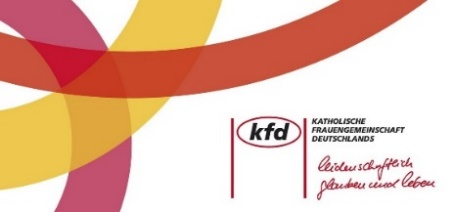 kfd
KATHOLISCHE
FRAUENGEMEINSCHAFT
DEUTSCHLANDS
leidenschaftlich
glauben und leben